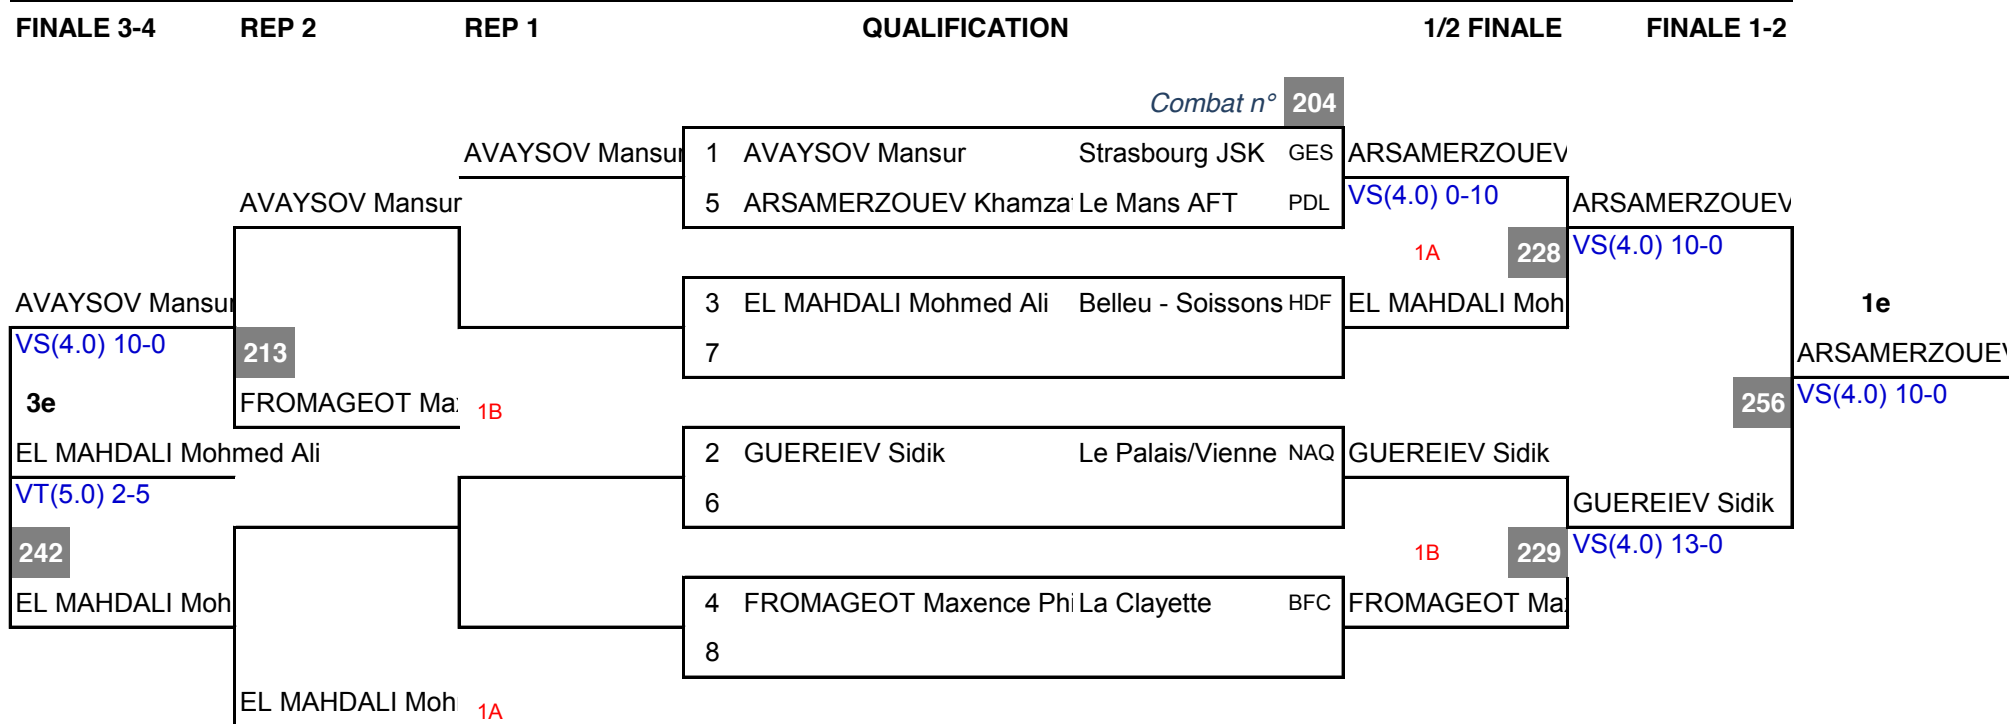 FINALE 3-4 REP 2 REP 1 QUALIFICATION 1/2 FINALE FINALE 1-2
Combat n° 204
AVAYSOV Mansur 1 AVAYSOV Mansur Strasbourg JSK GES ARSAMERZOUEV
AVAYSOV Mansur 5 ARSAMERZOUEV Khamza Le Mans AFT PDL VS(4.0) 0-10 ARSAMERZOUEV
1A 228 VS(4.0) 10-0
AVAYSOV Mansur 3 EL MAHDALI Mohmed Ali Belleu - Soissons HDF EL MAHDALI Moh 1e
VS(4.0) 10-0 213 7 ARSAMERZOUEV
3e FROMAGEOT Max 1B 256 VS(4.0) 10-0
EL MAHDALI Mohmed Ali 2 GUEREIEV Sidik Le Palais/Vienne NAQ GUEREIEV Sidik
VT(5.0) 2-5 6 GUEREIEV Sidik
242 1B 229 VS(4.0) 13-0
EL MAHDALI Moh 4 FROMAGEOT Maxence Phi La Clayette BFC FROMAGEOT Max
8
EL MAHDALI Moh 1A